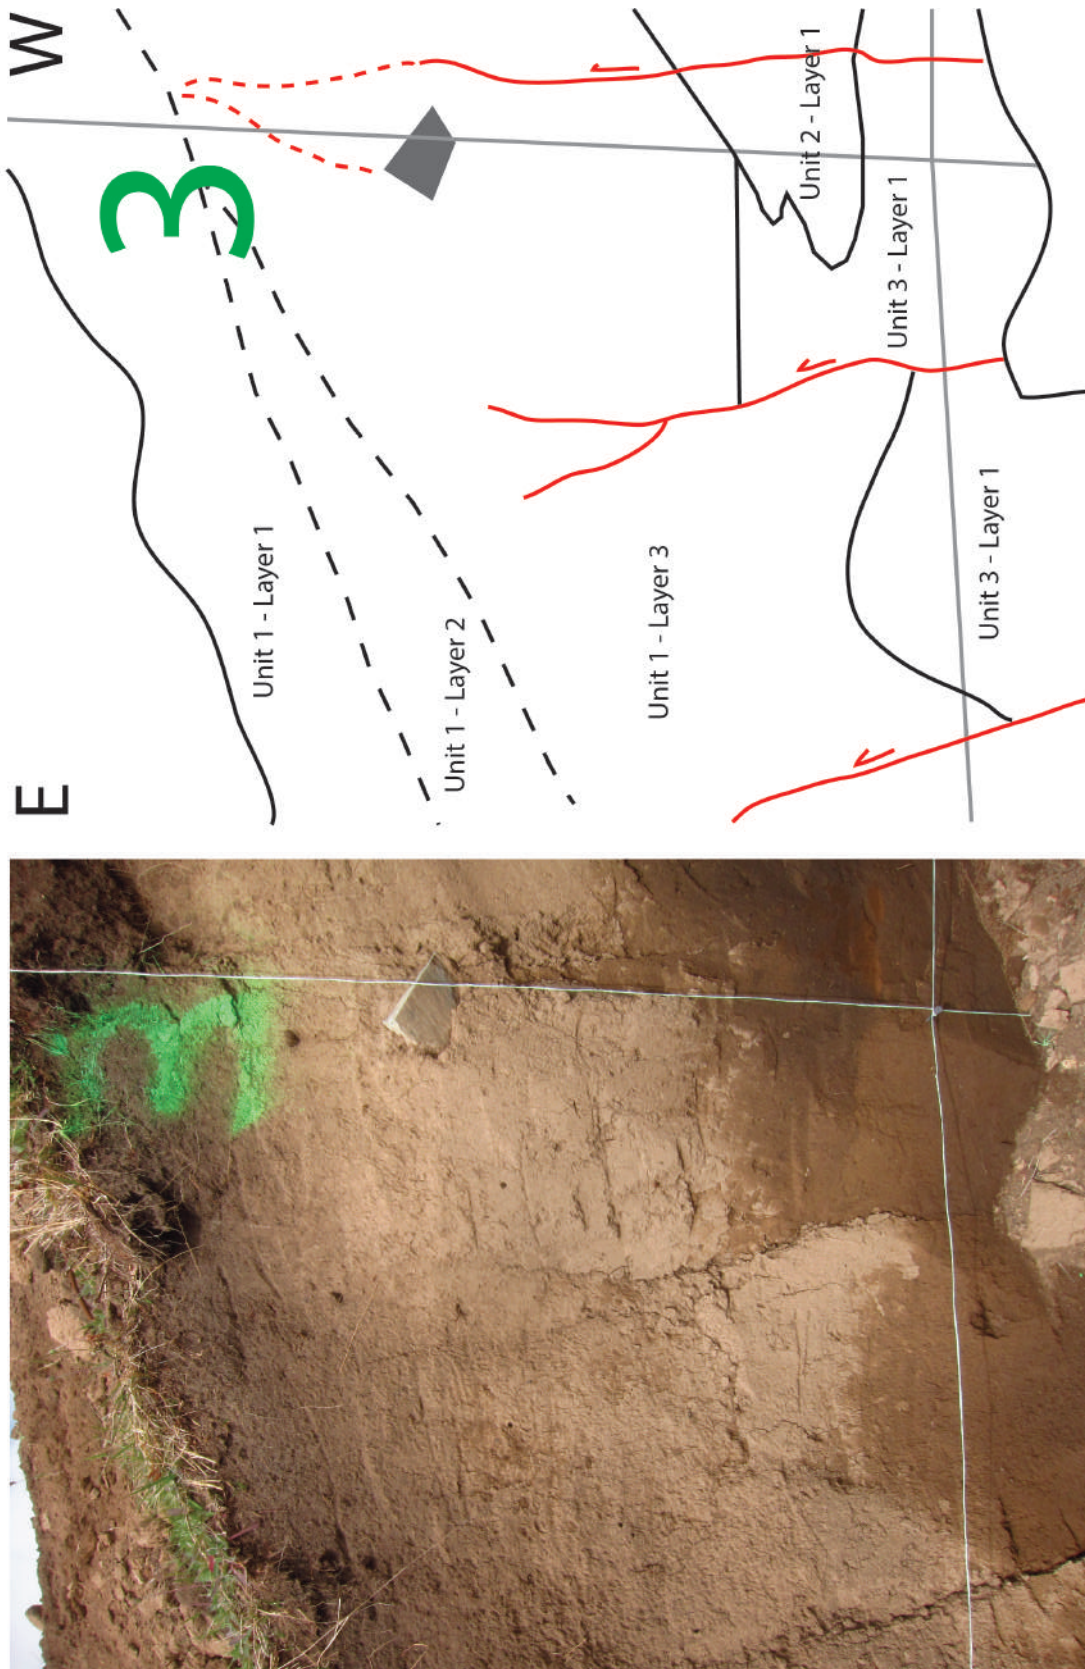 E
W
3
Unit 1 - Layer 1
Unit 1 - Layer 2
Unit 1 - Layer 3
Unit 2 - Layer 1
Unit 3 - Layer 1
Unit 3 - Layer 1
3